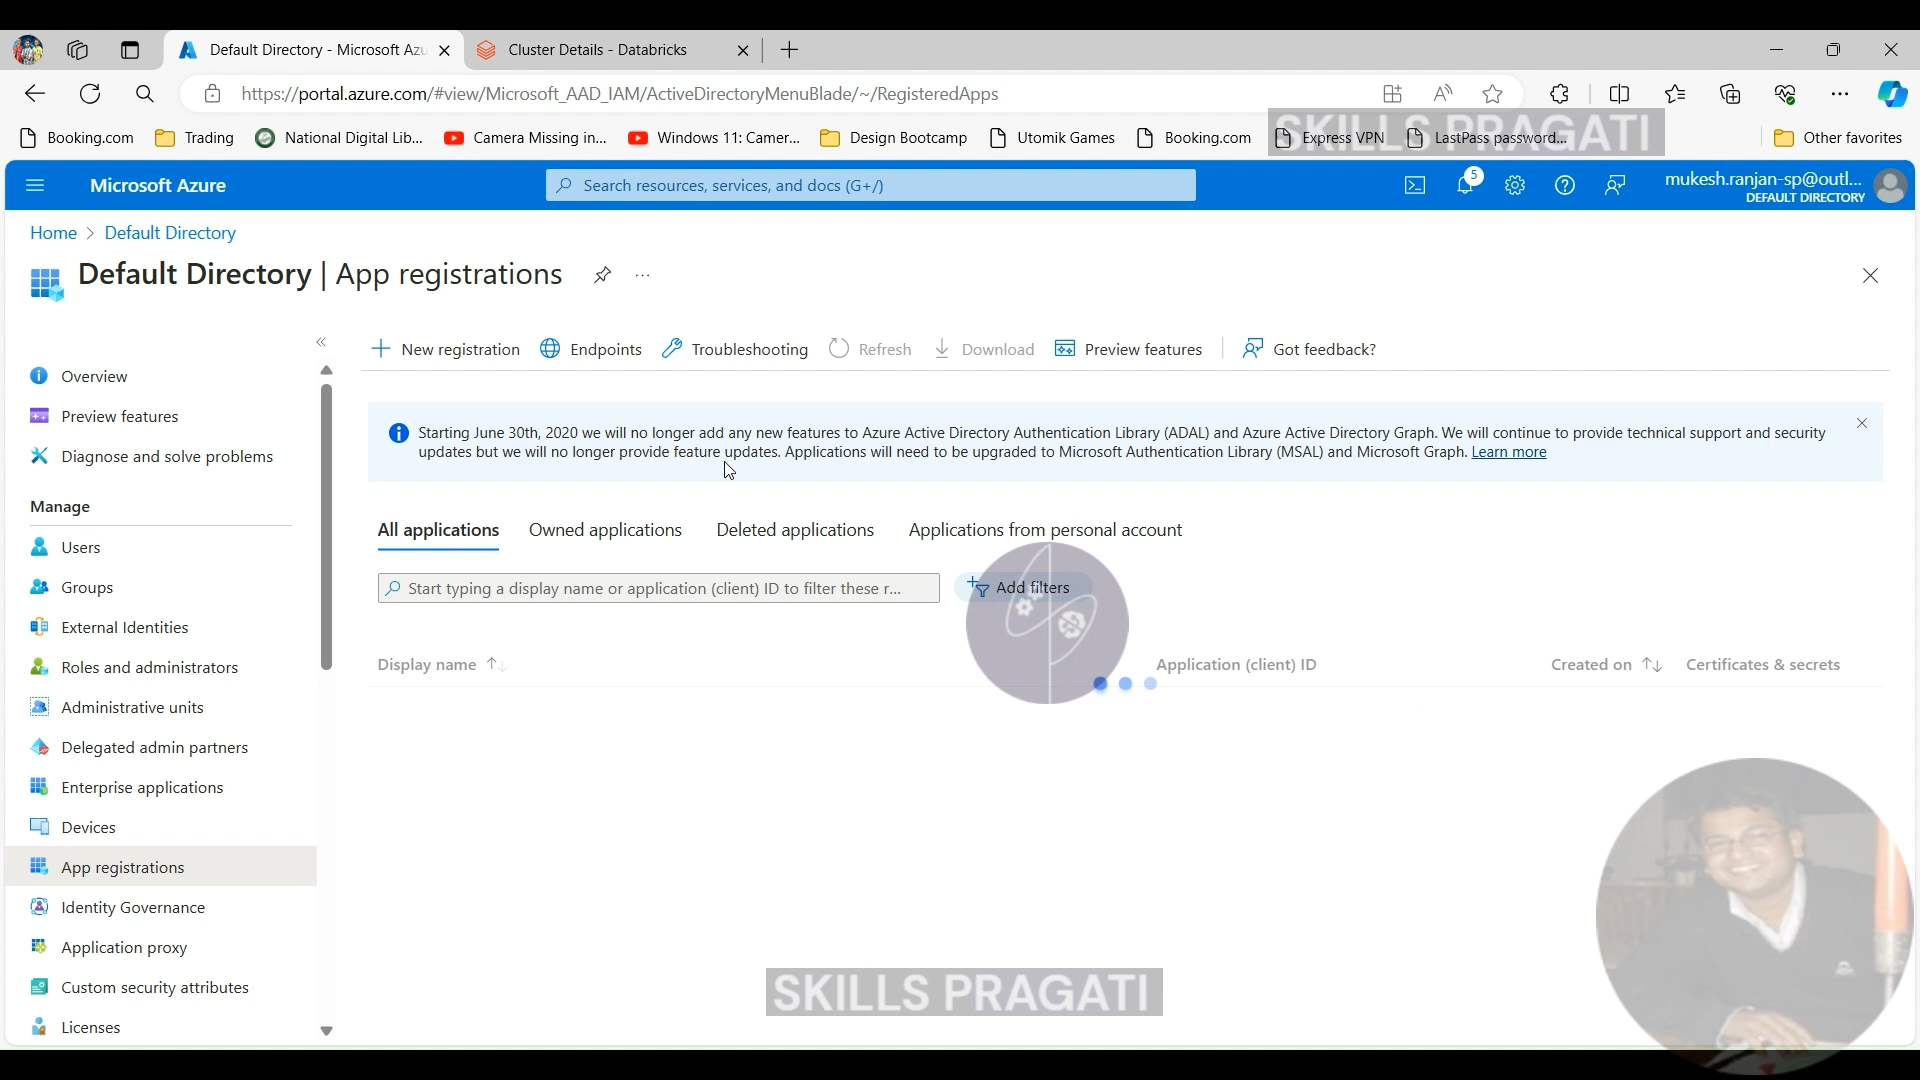 Default Directory - Microsoft Azu
Cluster Details - Databricks
https://portal.azure.com/#view/Microsoft_AAD_IAM/ActiveDirectoryMenuBlade/~/RegisteredApps
Booking.com
Trading
National Digital Lib...
Camera Missing in...
Windows 11: Camer...
Design Bootcamp
Utomik Games
Booking.com
Express VPN
LastPass password...
Other favorites
SKILLS PRAGATI
Microsoft Azure
Search resources, services, and docs (G+/)
5
mukesh.ranjan-sp@outl...
DEFAULT DIRECTORY
Home > Default Directory
Default Directory | App registrations
New registration
Endpoints
Troubleshooting
Refresh
Download
Preview features
Got feedback?
Overview
Preview features
Diagnose and solve problems
Manage
Users
Groups
External Identities
Roles and administrators
Administrative units
Delegated admin partners
Enterprise applications
Devices
App registrations
Identity Governance
Application proxy
Custom security attributes
Licenses
Starting June 30th, 2020 we will no longer add any new features to Azure Active Directory Authentication Library (ADAL) and Azure Active Directory Graph. We will continue to provide technical support and security
updates but we will no longer provide feature updates. Applications will need to be upgraded to Microsoft Authentication Library (MSAL) and Microsoft Graph. Learn more
All applications
Owned applications
Deleted applications
Applications from personal account
Start typing a display name or application (client) ID to filter these r...
Add filters
Display name
Application (client) ID
Created on
Certificates & secrets
SKILLS PRAGATI